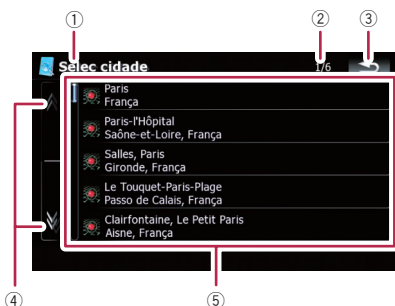 ① ② ③
Selec cidade 1/6
Paris
França
Paris-l'Hôpital
Saône-et-Loire, França
Salles, Paris
Gironde, França
Le Touquet-Paris-Plage
Passo de Calais, França
Clairfontaine, Le Petit Paris
Aisne, França
④ ⑤